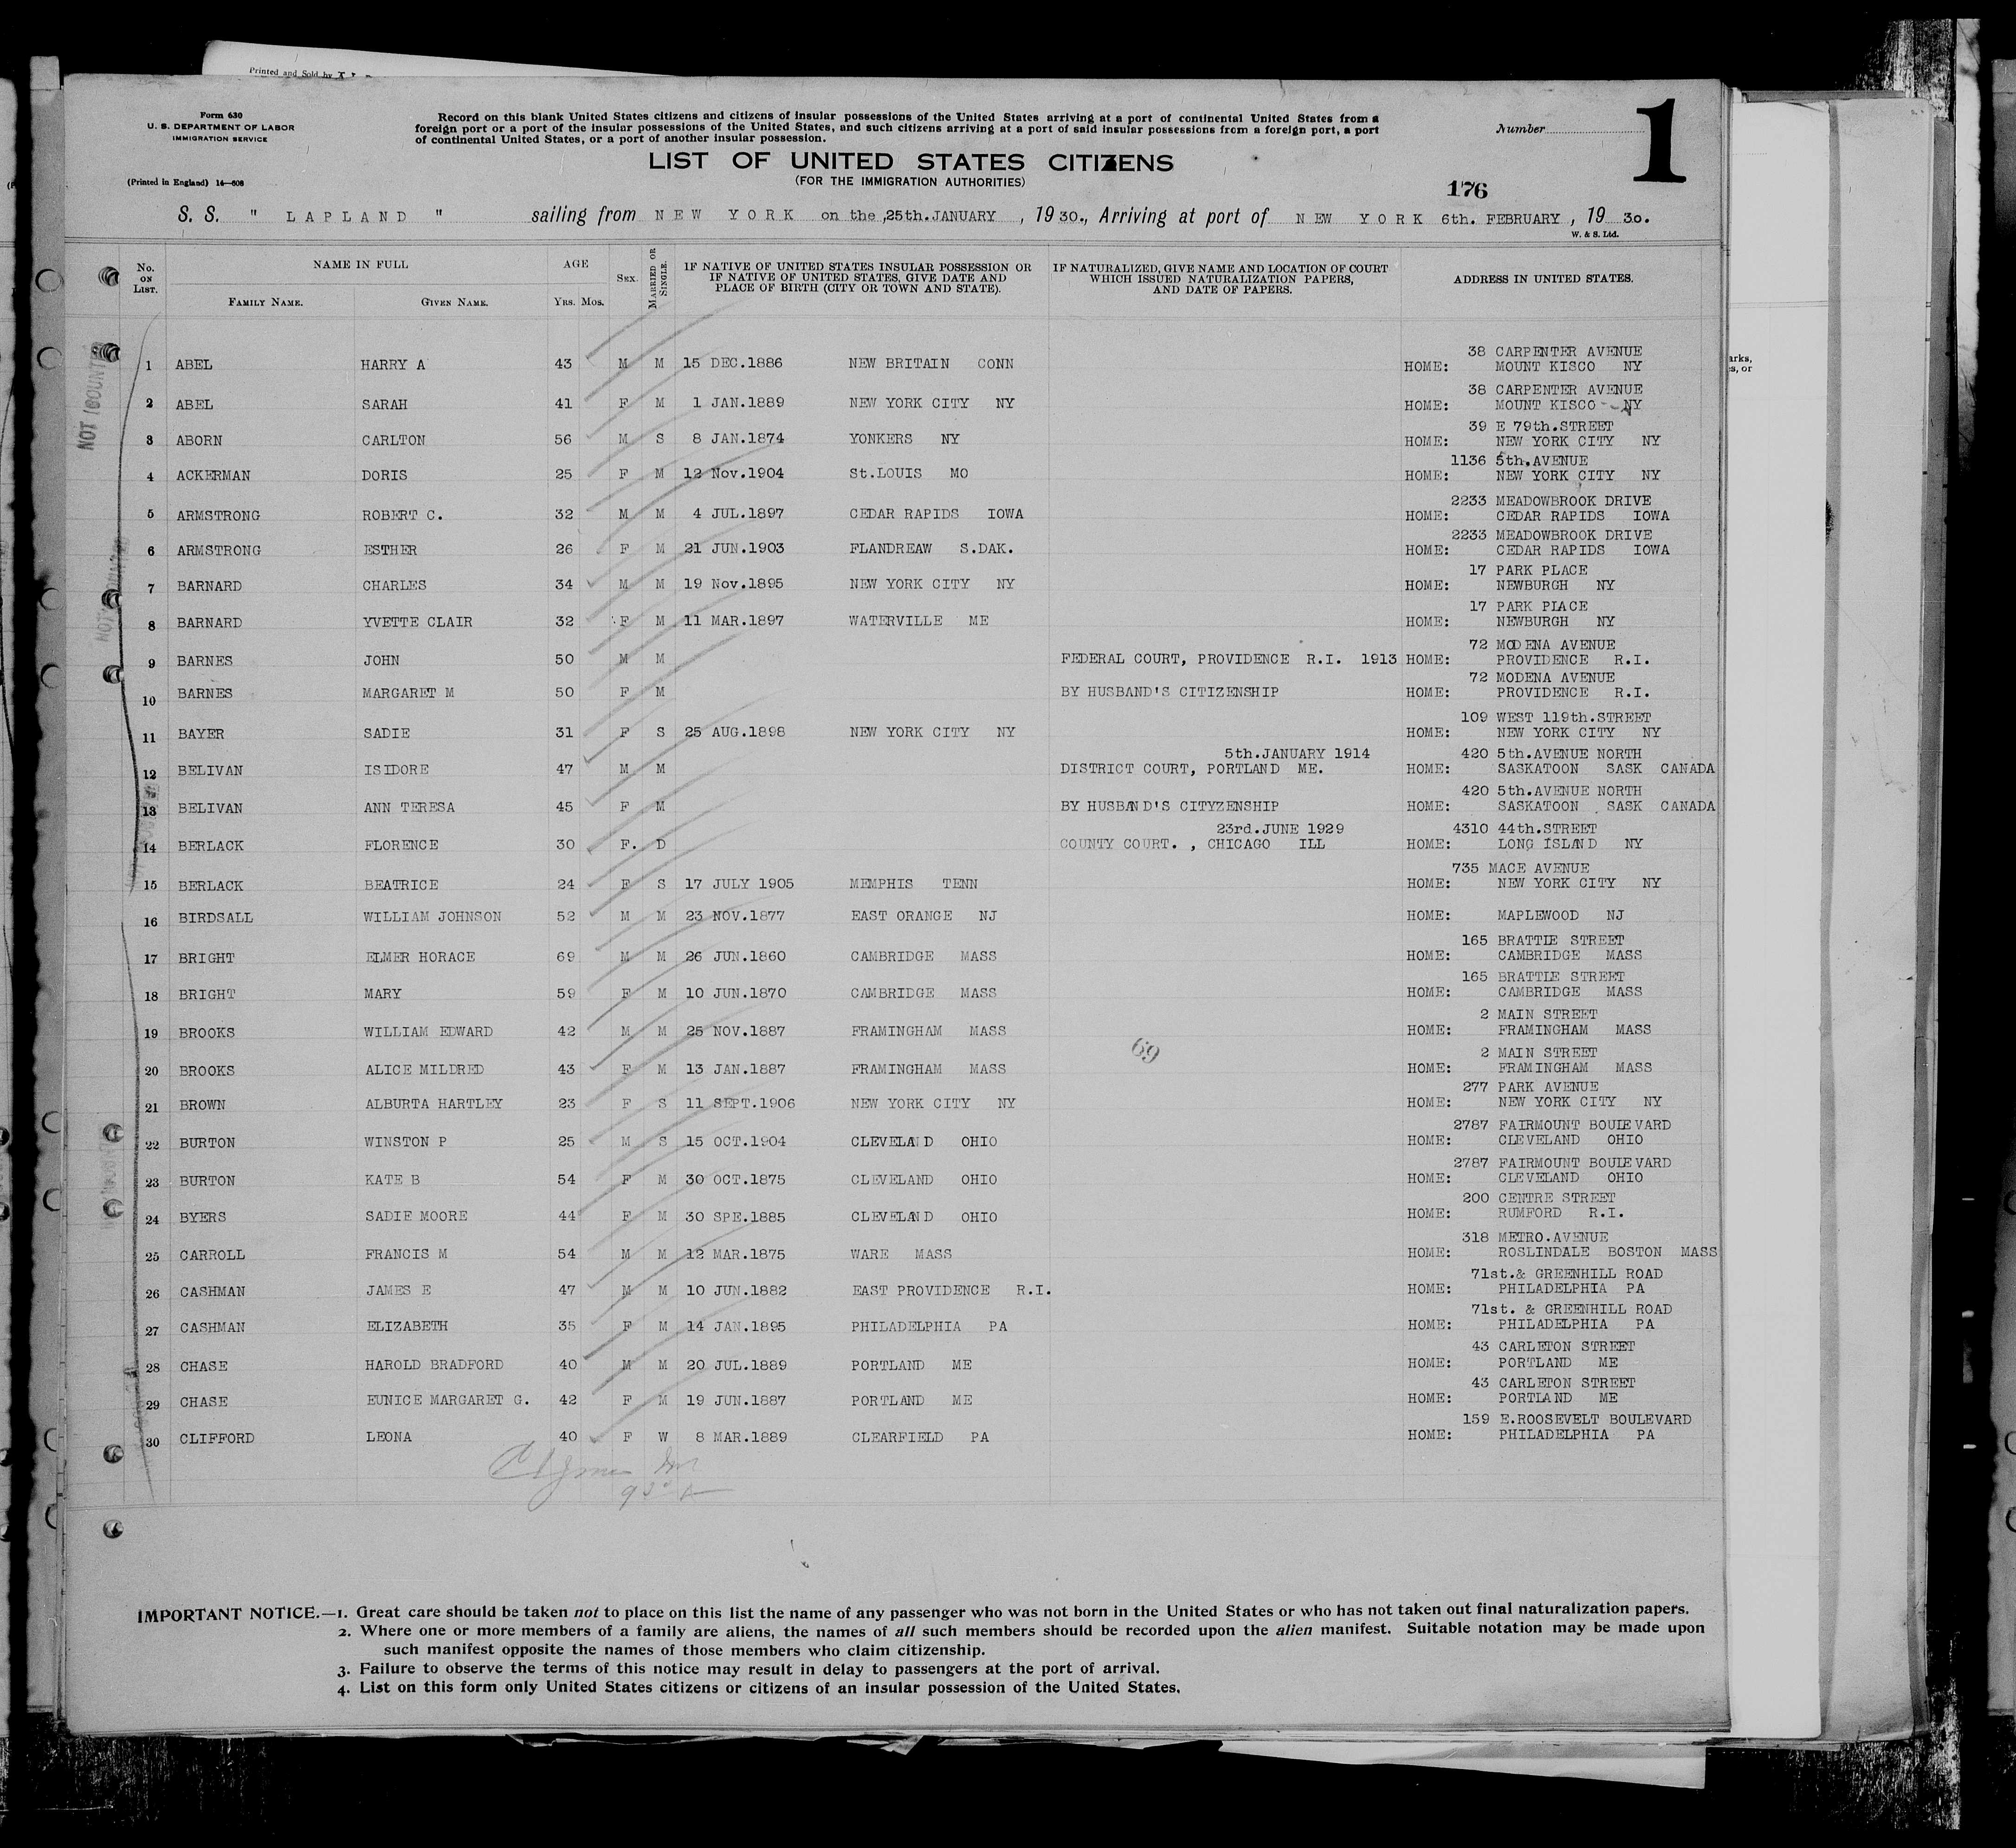 Printed and Sold by
Form 630
U. S. DEPARTMENT OF LABOR
IMMIGRATION SERVICE
(Printed in England) 14—608
Record on this blank United States citizens and citizens of insular possessions of the United States arriving at a port of continental United States from a
foreign port or a port of the insular possessions of the United States, and such citizens arriving at a port of said insular possessions from a foreign port, a port
of continental United States, or a port of another insular possession.
Number 1
LIST OF UNITED STATES CITIZENS
(FOR THE IMMIGRATION AUTHORITIES)
176
S. S. " LAPLAND " sailing from NEW YORK on the ,25th.JANUARY , 19 30., Arriving at port of NEW YORK 6th. FEBRUARY , 19 30.
W. & S. Ltd.
No. ON LIST. NAME IN FULL FAMILY NAME. GIVEN NAME. AGE YRS. MOS. SEX. MARRIED OR SINGLE. IF NATIVE OF UNITED STATES INSULAR POSSESSION OR IF NATIVE OF UNITED STATES, GIVE DATE AND PLACE OF BIRTH (CITY OR TOWN AND STATE). IF NATURALIZED, GIVE NAME AND LOCATION OF COURT WHICH ISSUED NATURALIZATION PAPERS, AND DATE OF PAPERS. ADDRESS IN UNITED STATES.
38 CARPENTER AVENUE
1 ABEL HARRY A 43 M M 15 DEC.1886 NEW BRITAIN CONN HOME: MOUNT KISCO NY
38 CARPENTER AVENUE
2 ABEL SARAH 41 F M 1 JAN.1889 NEW YORK CITY NY HOME: MOUNT KISCO NY
39 E 79th.STREET
3 ABORN CARLTON 56 M S 8 JAN.1874 YONKERS NY HOME: NEW YORK CITY NY
1136 5th.AVENUE
4 ACKERMAN DORIS 25 F M 12 Nov.1904 St.LOUIS MO HOME: NEW YORK CITY NY
2233 MEADOWBROOK DRIVE
5 ARMSTRONG ROBERT C. 32 M M 4 JUL.1897 CEDAR RAPIDS IOWA HOME: CEDAR RAPIDS IOWA
2233 MEADOWBROOK DRIVE
6 ARMSTRONG ESTHER 26 F M 21 JUN.1903 FLANDREAW S.DAK. HOME: CEDAR RAPIDS IOWA
17 PARK PLACE
7 BARNARD CHARLES 34 M M 19 Nov.1895 NEW YORK CITY NY HOME: NEWBURGH NY
17 PARK PLACE
8 BARNARD YVETTE CLAIR 32 F M 11 MAR.1897 WATERVILLE ME HOME: NEWBURGH NY
72 MODENA AVENUE
9 BARNES JOHN 50 M M FEDERAL COURT, PROVIDENCE R.I. 1913 HOME: PROVIDENCE R.I.
72 MODENA AVENUE
10 BARNES MARGARET M 50 F M BY HUSBAND'S CITIZENSHIP HOME: PROVIDENCE R.I.
109 WEST 119th.STREET
11 BAYER SADIE 31 F S 25 AUG.1898 NEW YORK CITY NY HOME: NEW YORK CITY NY
5th.JANUARY 1914 420 5th.AVENUE NORTH
12 BELIVAN ISIDORE 47 M M DISTRICT COURT, PORTLAND ME. HOME: SASKATOON SASK CANADA
420 5th.AVENUE NORTH
13 BELIVAN ANN TERESA 45 F M BY HUSBAND'S CITYZENSHIP HOME: SASKATOON SASK CANADA
23rd.JUNE 1929 4310 44th.STREET
14 BERLACK FLORENCE 30 F. D COUNTY COURT. , CHICAGO ILL HOME: LONG ISLAND NY
735 MACE AVENUE
15 BERLACK BEATRICE 24 F S 17 JULY 1905 MEMPHIS TENN HOME: NEW YORK CITY NY
16 BIRDSALL WILLIAM JOHNSON 52 M M 23 NOV.1877 EAST ORANGE NJ HOME: MAPLEWOOD NJ
165 BRATTIE STREET
17 BRIGHT ELMER HORACE 69 M M 26 JUN.1860 CAMBRIDGE MASS HOME: CAMBRIDGE MASS
165 BRATTIE STREET
18 BRIGHT MARY 59 F M 10 JUN.1870 CAMBRIDGE MASS HOME: CAMBRIDGE MASS
2 MAIN STREET
19 BROOKS WILLIAM EDWARD 42 M M 25 NOV.1887 FRAMINGHAM MASS HOME: FRAMINGHAM MASS
69
2 MAIN STREET
20 BROOKS ALICE MILDRED 43 F M 13 JAN.1887 FRAMINGHAM MASS HOME: FRAMINGHAM MASS
277 PARK AVENUE
21 BROWN ALBURTA HARTLEY 23 F S 11 SEPT.1906 NEW YORK CITY NY HOME: NEW YORK CITY NY
2787 FAIRMOUNT BOULEVARD
22 BURTON WINSTON P 25 M S 15 OCT.1904 CLEVELAND OHIO HOME: CLEVELAND OHIO
2787 FAIRMOUNT BOULEVARD
23 BURTON KATE B 54 F M 30 OCT.1875 CLEVELAND OHIO HOME: CLEVELAND OHIO
200 CENTRE STREET
24 BYERS SADIE MOORE 44 F M 30 SPE.1885 CLEVELAND OHIO HOME: RUMFORD R.I.
318 METRO.AVENUE
25 CARROLL FRANCIS M 54 M M 12 MAR.1875 WARE MASS HOME: ROSLINDALE BOSTON MASS
71st.& GREENHILL ROAD
26 CASHMAN JAMES E 47 M M 10 JUN.1882 EAST PROVIDENCE R.I. HOME: PHILADELPHIA PA
71st. & GREENHILL ROAD
27 CASHMAN ELIZABETH 35 F M 14 JAN.1895 PHILADELPHIA PA HOME: PHILADELPHIA PA
43 CARLETON STREET
28 CHASE HAROLD BRADFORD 40 M M 20 JUL.1889 PORTLAND ME HOME: PORTLAND ME
43 CARLETON STREET
29 CHASE EUNICE MARGARET G. 42 F M 19 JUN.1887 PORTLAND ME HOME: PORTLAND ME
159 E.ROOSEVELT BOULEVARD
30 CLIFFORD LEONA 40 F W 8 MAR.1889 CLEARFIELD PA HOME: PHILADELPHIA PA
IMPORTANT NOTICE.—1. Great care should be taken not to place on this list the name of any passenger who was not born in the United States or who has not taken out final naturalization papers.
2. Where one or more members of a family are aliens, the names of all such members should be recorded upon the alien manifest. Suitable notation may be made upon
such manifest opposite the names of those members who claim citizenship.
3. Failure to observe the terms of this notice may result in delay to passengers at the port of arrival.
4. List on this form only United States citizens or citizens of an insular possession of the United States.